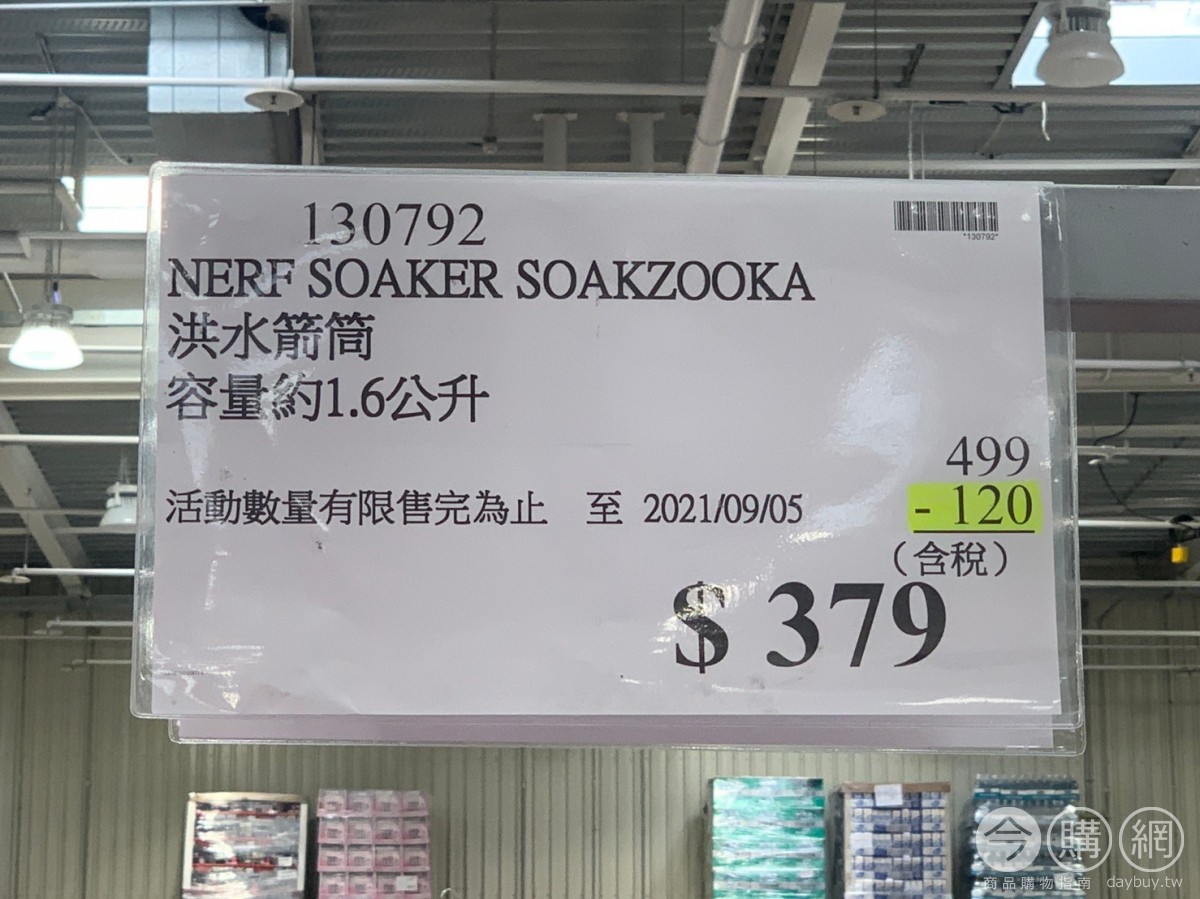 130792
*130792*
NERF SOAKER SOAKZOOKA
洪水箭筒
容量約1.6公升
499
活動數量有限售完為止 至 2021/09/05 - 120
(含稅)
$ 379
今購網
商品購物指南 daybuy.tw